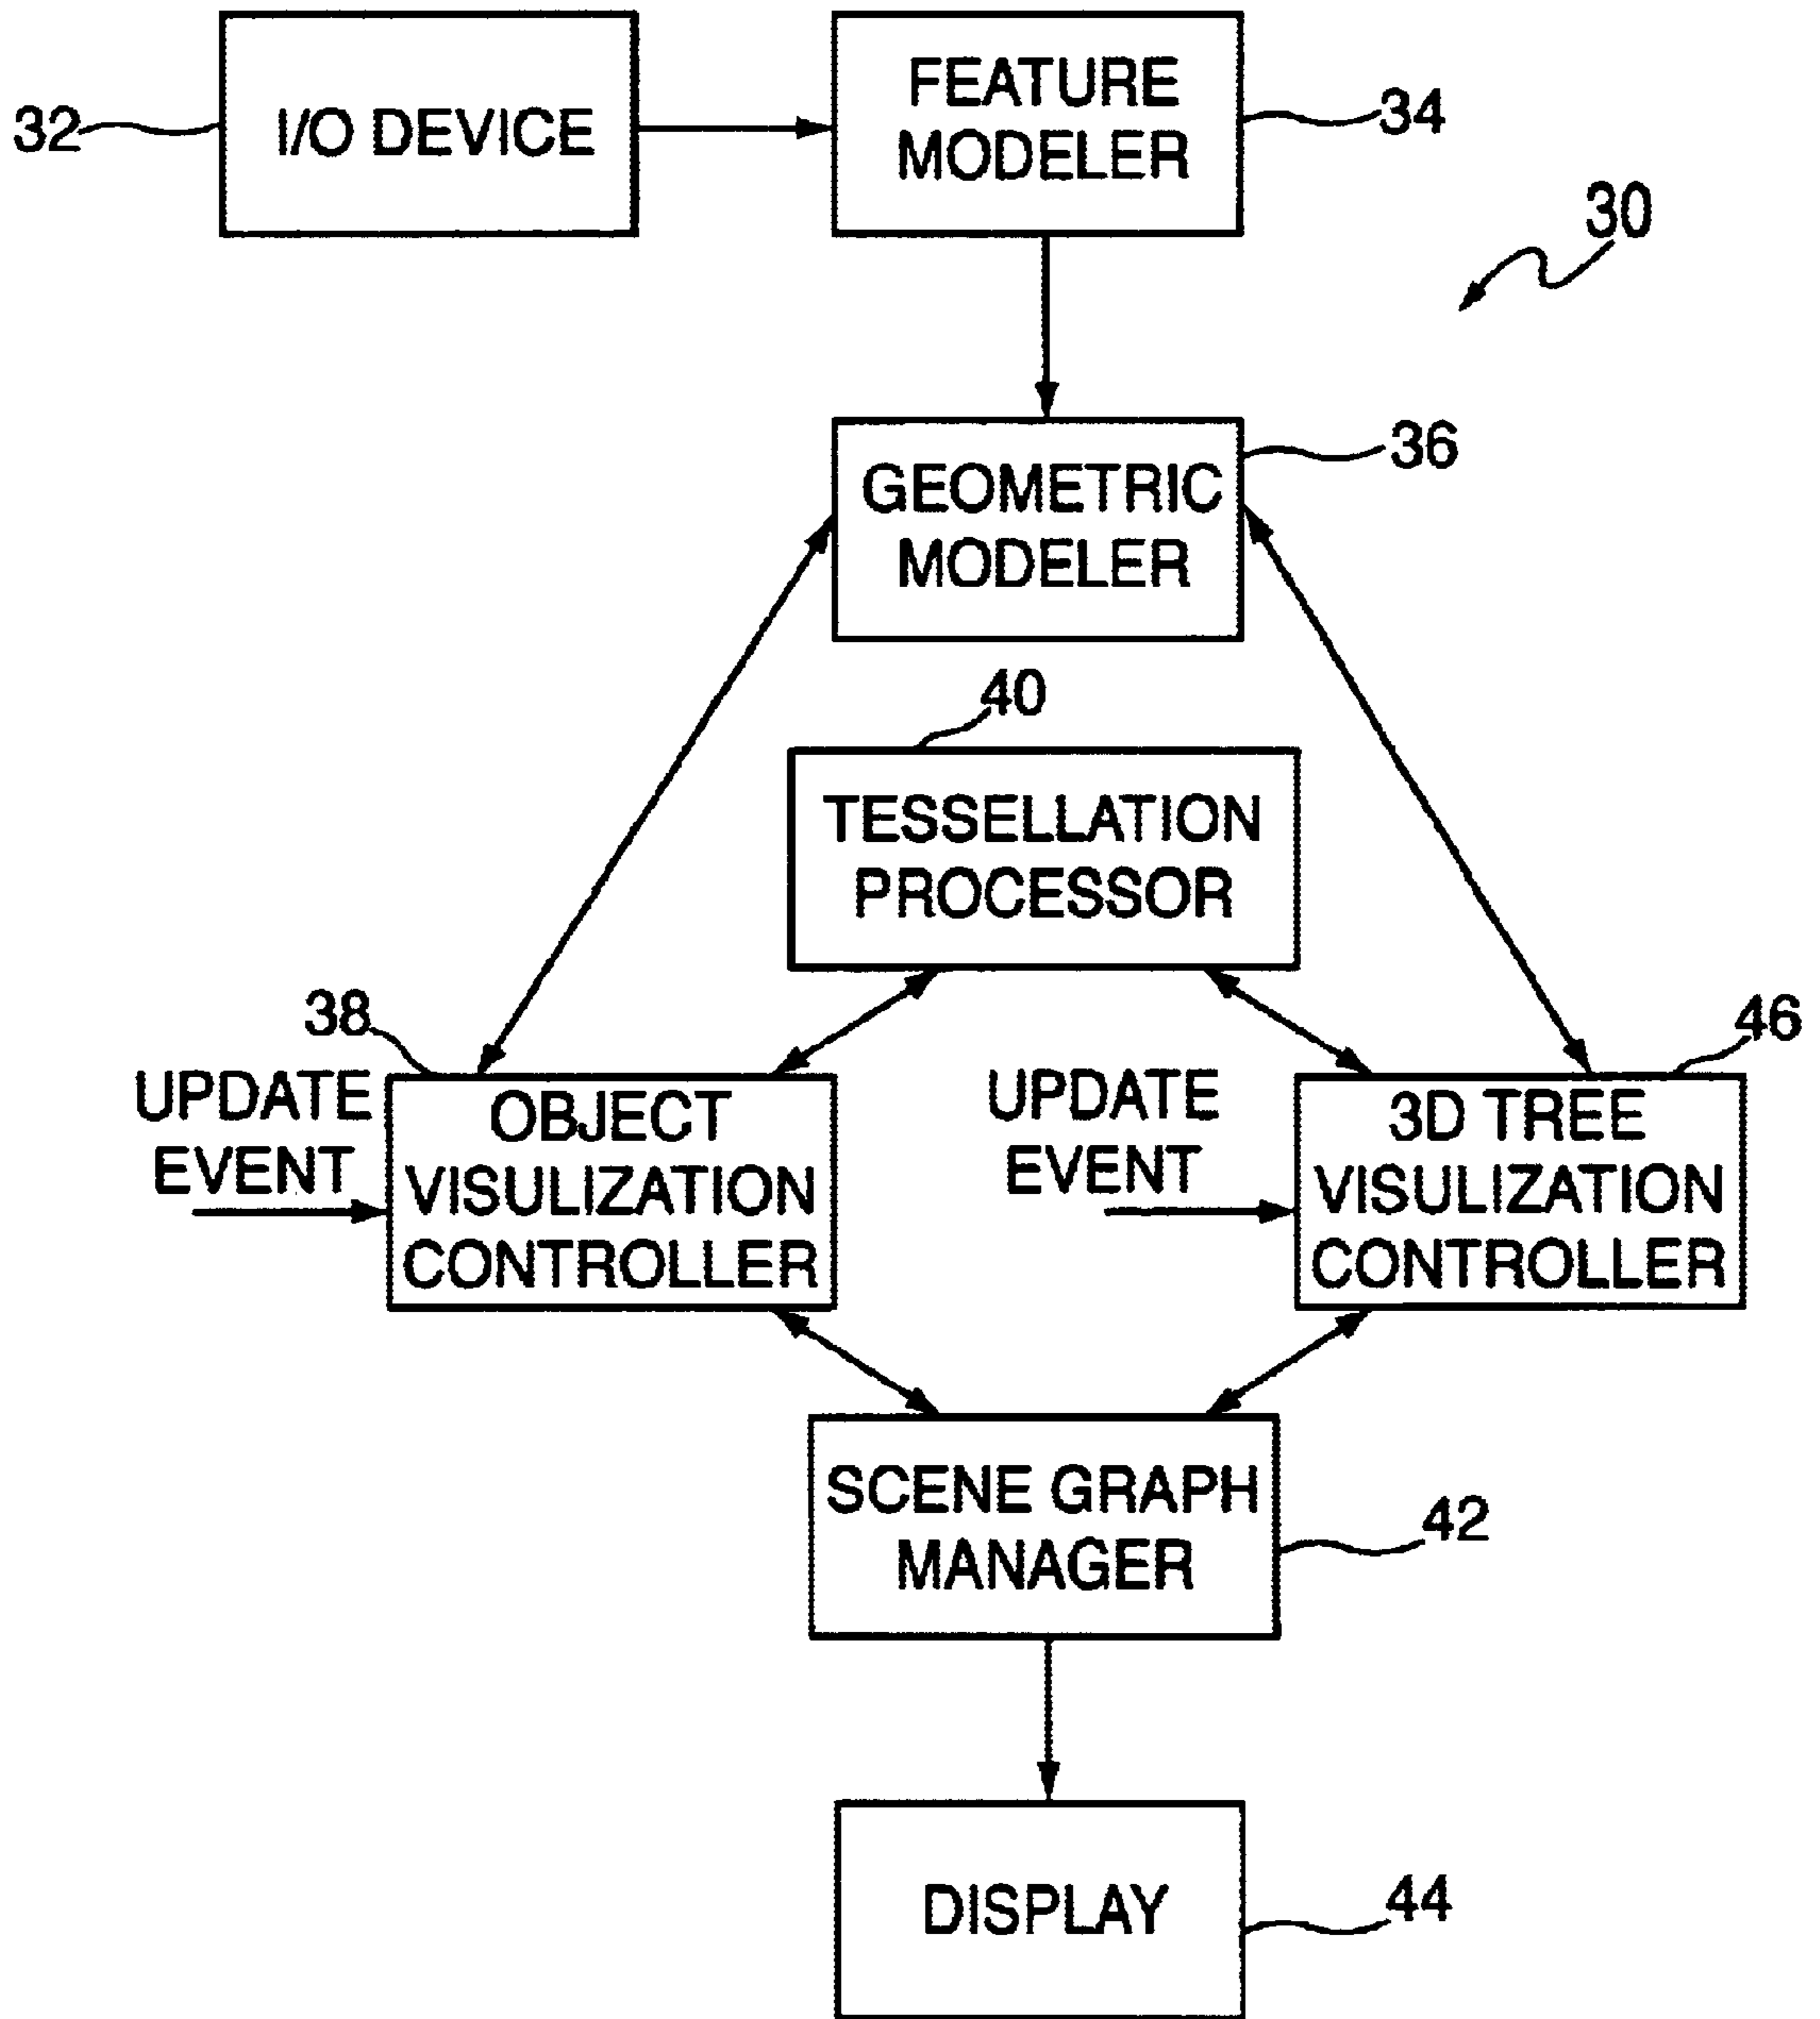 32
I/O DEVICE
FEATURE
MODELER
34
30
GEOMETRIC
MODELER
36
40
TESSELLATION
PROCESSOR
38
UPDATE
EVENT
OBJECT
VISULIZATION
CONTROLLER
UPDATE
EVENT
46
3D TREE
VISULIZATION
CONTROLLER
SCENE GRAPH
MANAGER
42
DISPLAY
44